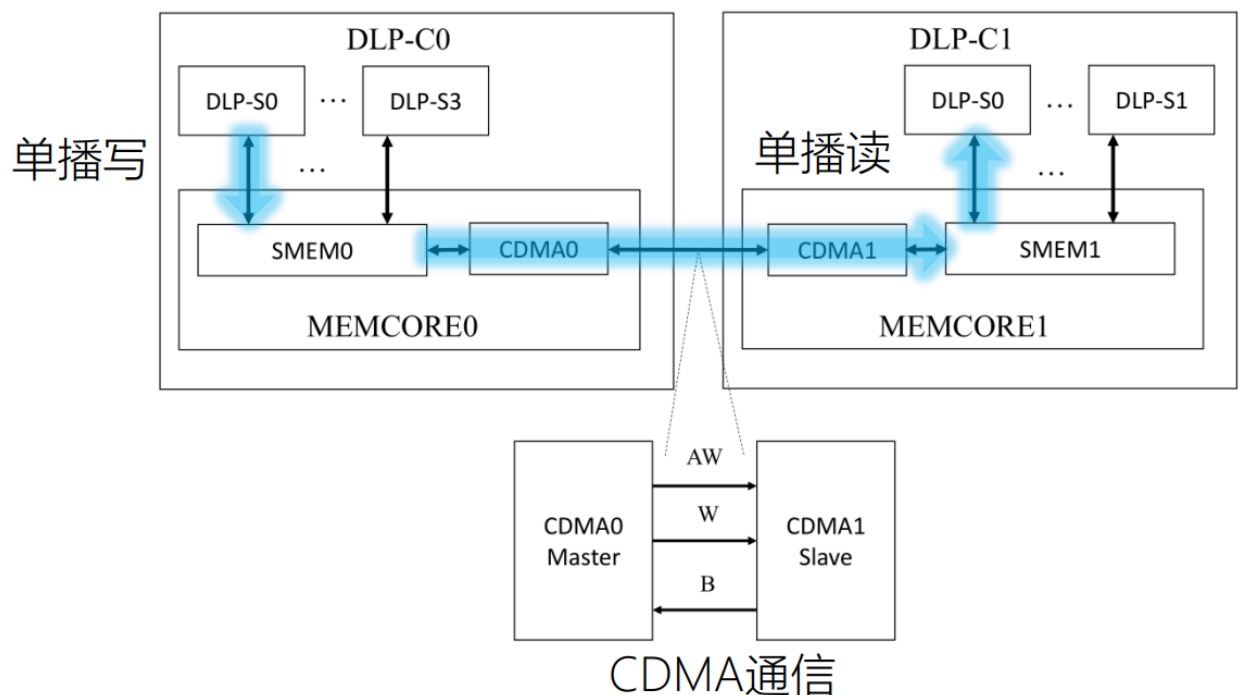 DLP-C0
DLP-S0
…
DLP-S3
单播写
…
SMEM0
CDMA0
MEMCORE0
DLP-C1
DLP-S0
…
DLP-S1
单播读
…
CDMA1
SMEM1
MEMCORE1
CDMA0
Master
AW
W
B
CDMA1
Slave
CDMA通信